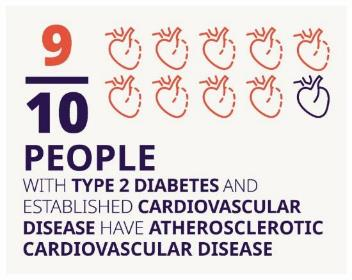 9
10
PEOPLE
WITH TYPE 2 DIABETES AND
ESTABLISHED CARDIOVASCULAR
DISEASE HAVE ATHEROSCLEROTIC
CARDIOVASCULAR DISEASE